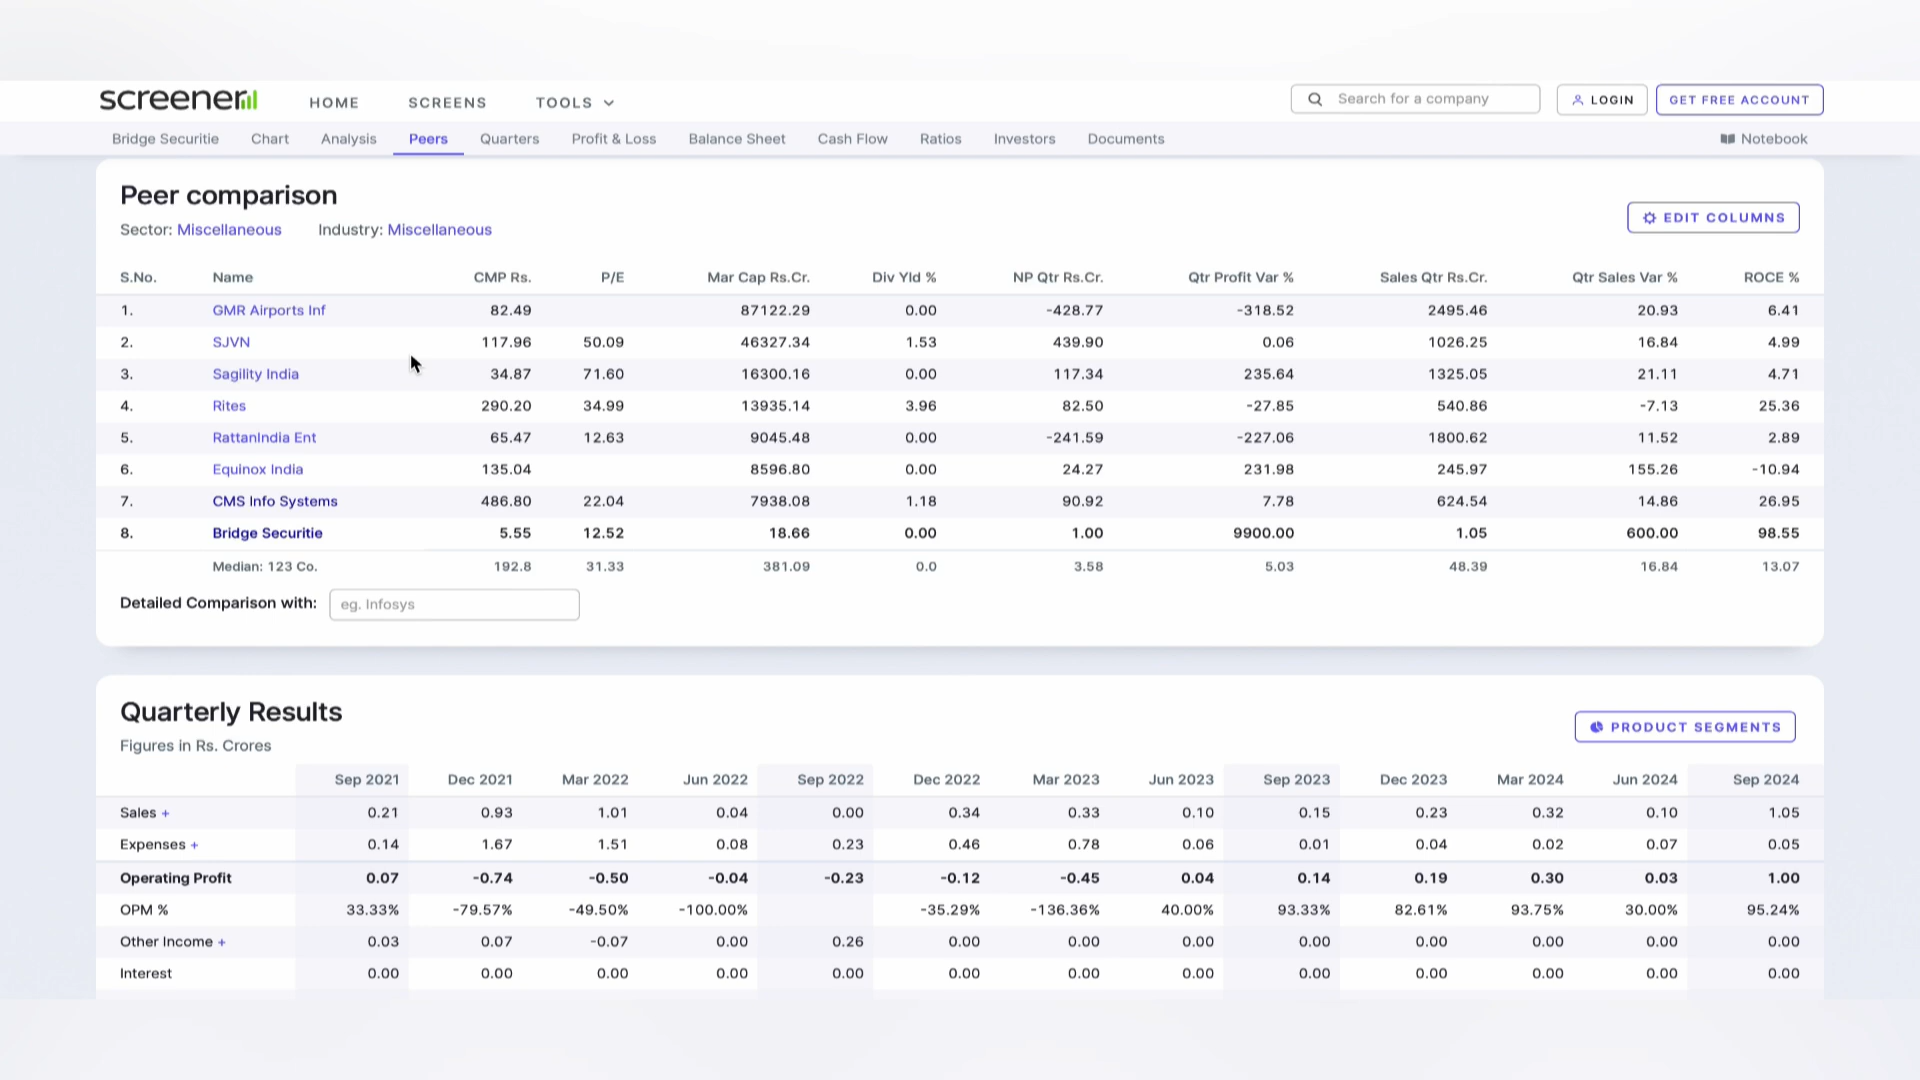 screener HOME SCREENS TOOLS Search for a company LOGIN GET FREE ACCOUNT
Bridge Securitie Chart Analysis Peers Quarters Profit & Loss Balance Sheet Cash Flow Ratios Investors Documents Notebook
Peer comparison
Sector: Miscellaneous Industry: Miscellaneous
EDIT COLUMNS
S.No. Name CMP Rs. P/E Mar Cap Rs.Cr. Div Yld % NP Qtr Rs.Cr. Qtr Profit Var % Sales Qtr Rs.Cr. Qtr Sales Var % ROCE %
1. GMR Airports Inf 82.49 87122.29 0.00 -428.77 -318.52 2495.46 20.93 6.41
2. SJVN 117.96 50.09 46327.34 1.53 439.90 0.06 1026.25 16.84 4.99
3. Sagility India 34.87 71.60 16300.16 0.00 117.34 235.64 1325.05 21.11 4.71
4. Rites 290.20 34.99 13935.14 3.96 82.50 -27.85 540.86 -7.13 25.36
5. RattanIndia Ent 65.47 12.63 9045.48 0.00 -241.59 -227.06 1800.62 11.52 2.89
6. Equinox India 135.04 8596.80 0.00 24.27 231.98 245.97 155.26 -10.94
7. CMS Info Systems 486.80 22.04 7938.08 1.18 90.92 7.78 624.54 14.86 26.95
8. Bridge Securitie 5.55 12.52 18.66 0.00 1.00 9900.00 1.05 600.00 98.55
Median: 123 Co. 192.8 31.33 381.09 0.0 3.58 5.03 48.39 16.84 13.07
Detailed Comparison with: eg. Infosys
Quarterly Results
PRODUCT SEGMENTS
Figures in Rs. Crores
Sep 2021 Dec 2021 Mar 2022 Jun 2022 Sep 2022 Dec 2022 Mar 2023 Jun 2023 Sep 2023 Dec 2023 Mar 2024 Jun 2024 Sep 2024
Sales + 0.21 0.93 1.01 0.04 0.00 0.34 0.33 0.10 0.15 0.23 0.32 0.10 1.05
Expenses + 0.14 1.67 1.51 0.08 0.23 0.46 0.78 0.06 0.01 0.04 0.02 0.07 0.05
Operating Profit 0.07 -0.74 -0.50 -0.04 -0.23 -0.12 -0.45 0.04 0.14 0.19 0.30 0.03 1.00
OPM % 33.33% -79.57% -49.50% -100.00% -35.29% -136.36% 40.00% 93.33% 82.61% 93.75% 30.00% 95.24%
Other Income + 0.03 0.07 -0.07 0.00 0.26 0.00 0.00 0.00 0.00 0.00 0.00 0.00 0.00
Interest 0.00 0.00 0.00 0.00 0.00 0.00 0.00 0.00 0.00 0.00 0.00 0.00 0.00